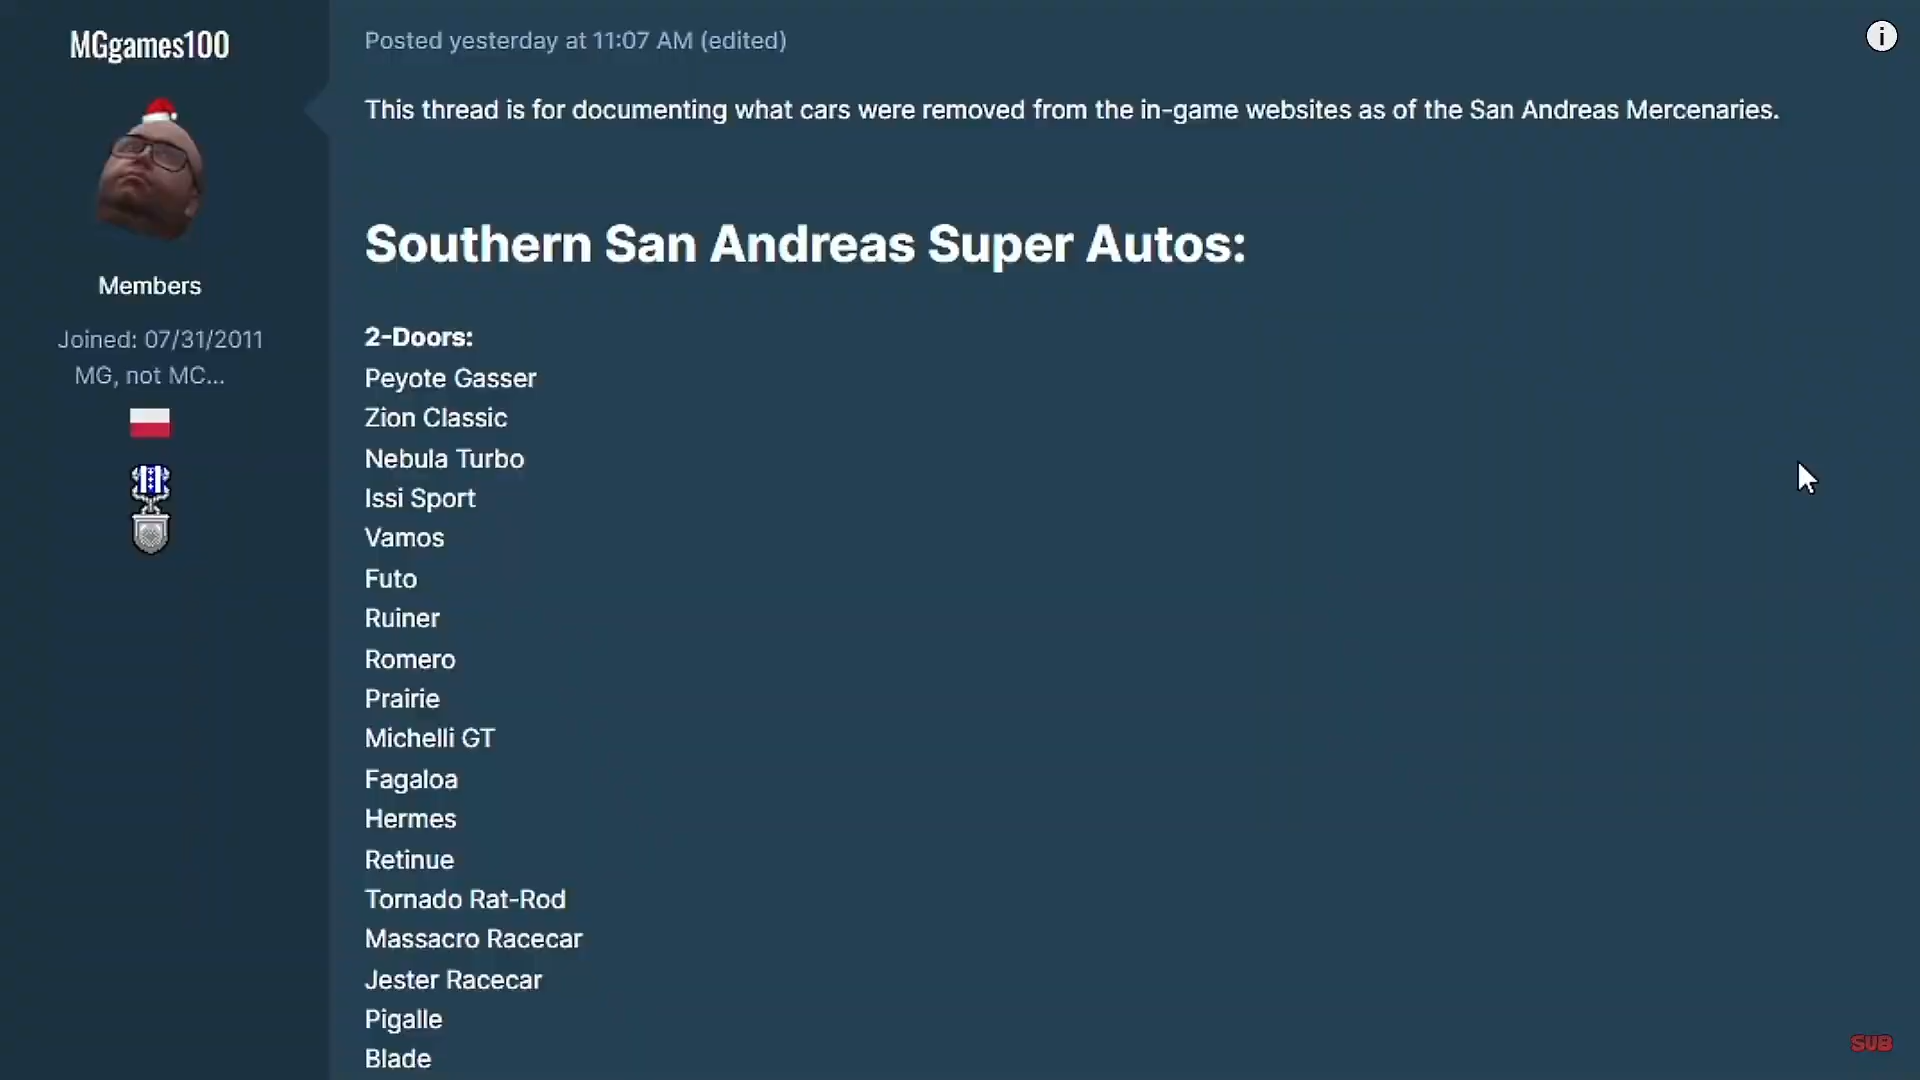 MGgames100
Members
Joined: 07/31/2011
MG, not MC...
Posted yesterday at 11:07 AM (edited)
This thread is for documenting what cars were removed from the in-game websites as of the San Andreas Mercenaries.
Southern San Andreas Super Autos:
2-Doors:
Peyote Gasser
Zion Classic
Nebula Turbo
Issi Sport
Vamos
Futo
Ruiner
Romero
Prairie
Michelli GT
Fagaloa
Hermes
Retinue
Tornado Rat-Rod
Massacro Racecar
Jester Racecar
Pigalle
Blade
SUB